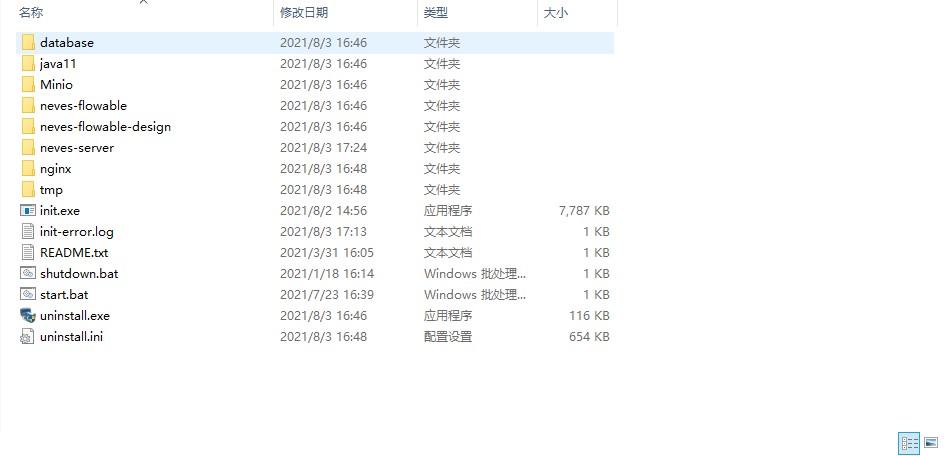 名称 修改日期 类型 大小
database 2021/8/3 16:46 文件夹
java11 2021/8/3 16:46 文件夹
Minio 2021/8/3 16:46 文件夹
neves-flowable 2021/8/3 16:46 文件夹
neves-flowable-design 2021/8/3 16:46 文件夹
neves-server 2021/8/3 17:24 文件夹
nginx 2021/8/3 16:48 文件夹
tmp 2021/8/3 16:48 文件夹
init.exe 2021/8/2 14:56 应用程序 7,787 KB
init-error.log 2021/8/3 17:13 文本文档 1 KB
README.txt 2021/3/31 16:05 文本文档 1 KB
shutdown.bat 2021/1/18 16:14 Windows 批处理... 1 KB
start.bat 2021/7/23 16:39 Windows 批处理... 1 KB
uninstall.exe 2021/8/3 16:46 应用程序 116 KB
uninstall.ini 2021/8/3 16:48 配置设置 654 KB